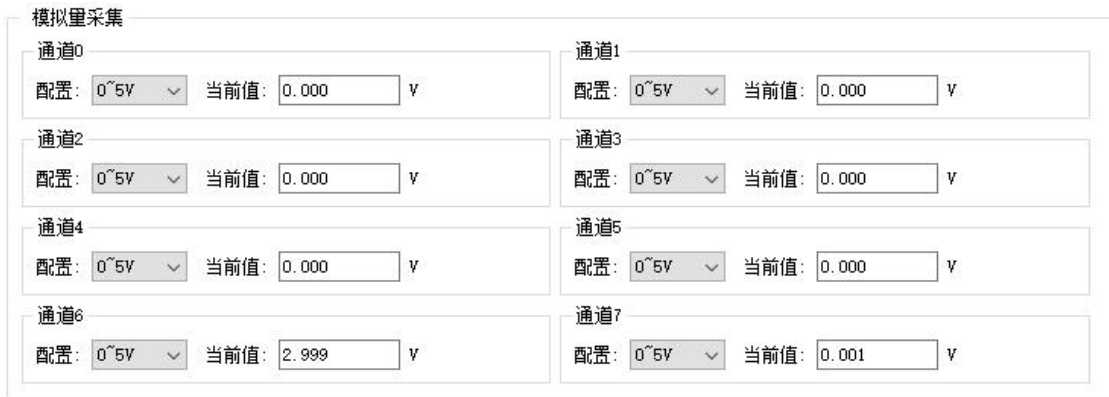 模拟量采集
通道0 通道1
配置: 0~5V 当前值: 0.000 V 配置: 0~5V 当前值: 0.000 V
通道2 通道3
配置: 0~5V 当前值: 0.000 V 配置: 0~5V 当前值: 0.000 V
通道4 通道5
配置: 0~5V 当前值: 0.000 V 配置: 0~5V 当前值: 0.000 V
通道6 通道7
配置: 0~5V 当前值: 2.999 V 配置: 0~5V 当前值: 0.001 V